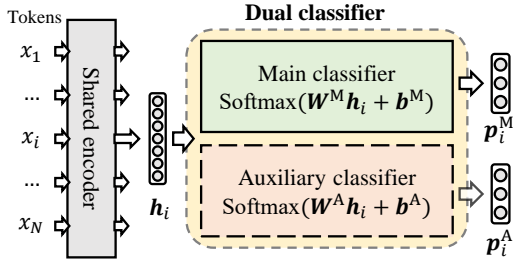 Tokens
Dual classifier
x₁
...
xᵢ
...
x_N
Shared encoder
𝒉ᵢ
Main classifier
Softmax(𝑾ᴹ𝒉ᵢ + 𝒃ᴹ)
Auxiliary classifier
Softmax(𝑾ᴬ𝒉ᵢ + 𝒃ᴬ)
𝒑ᵢᴹ
𝒑ᵢᴬ